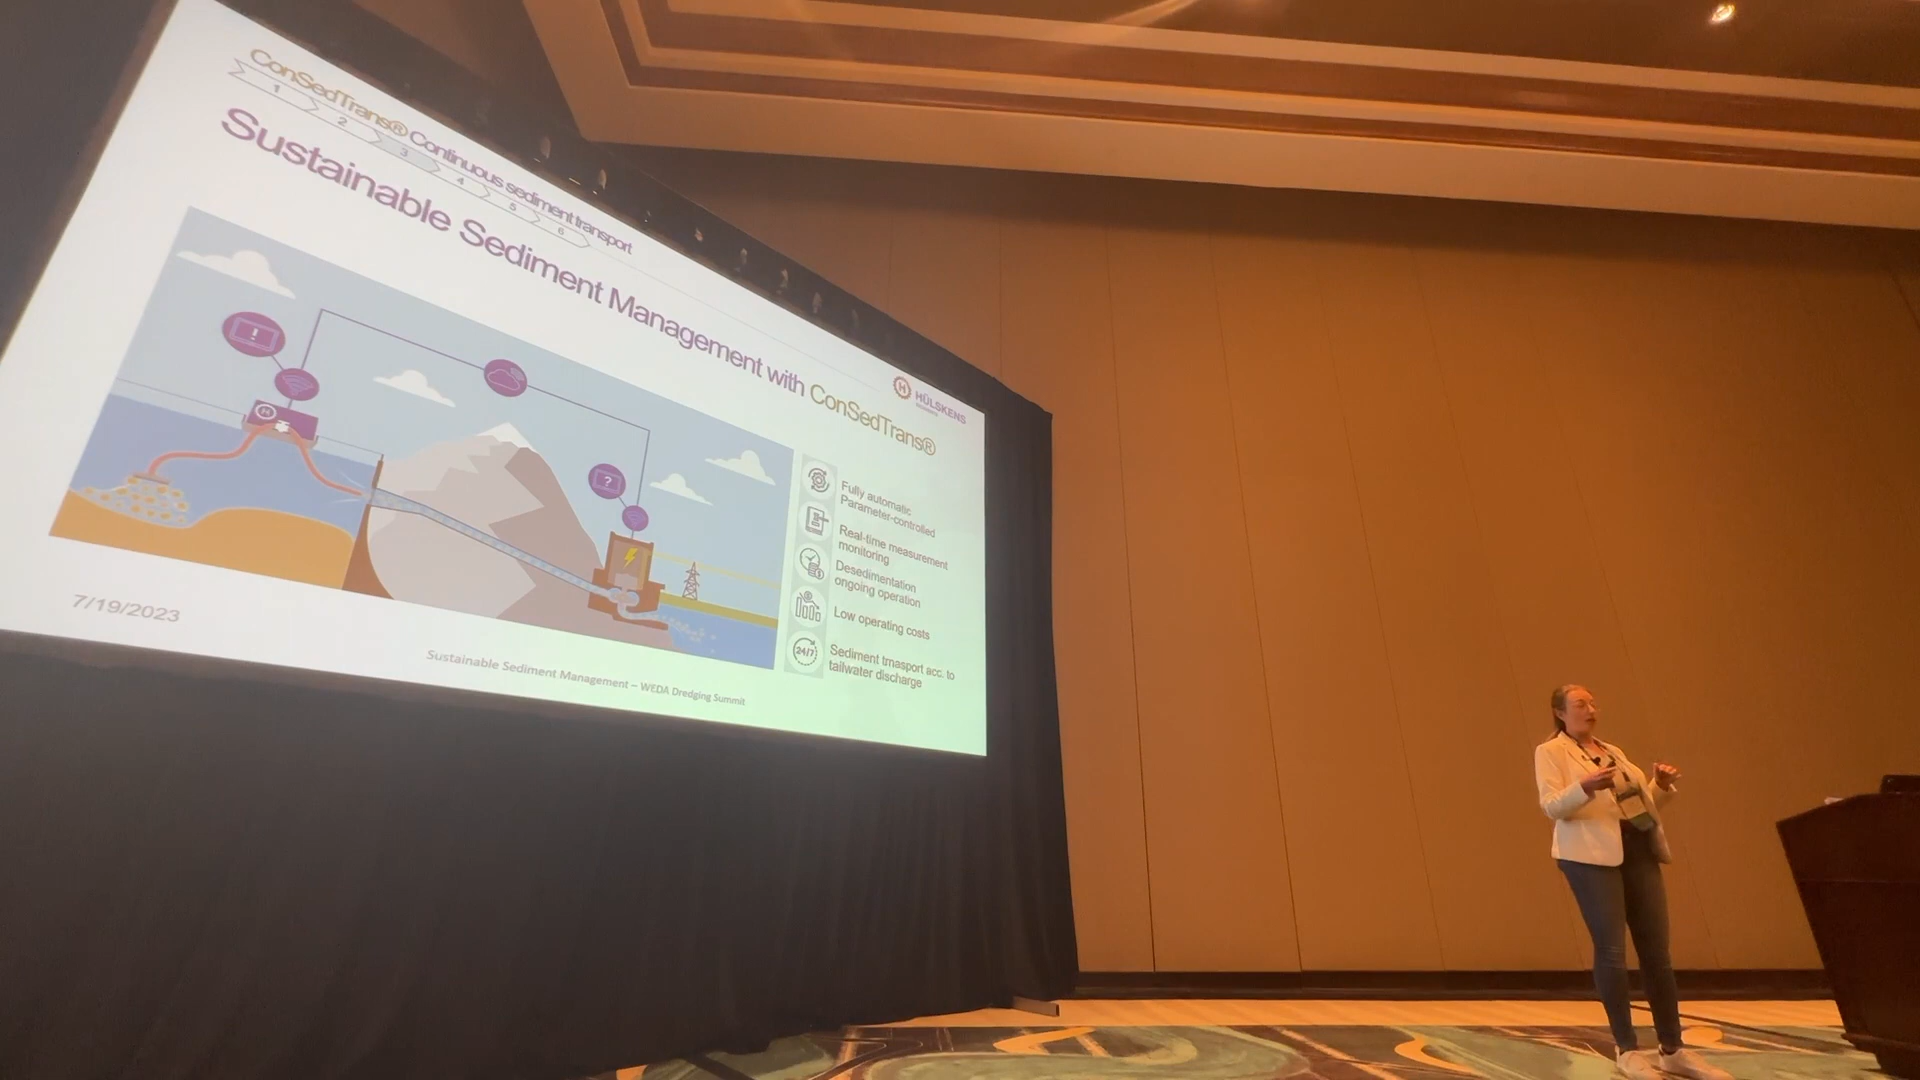 ConSedTrans® Continuous sediment transport
1
2
3
4
5
6
Sustainable Sediment Management with ConSedTrans®
H HÜLSKENS
!
?
H
Fully automatic
Parameter-controlled
Real-time measurement
monitoring
Desedimentation
ongoing operation
Low operating costs
24/7
Sediment trnasport acc. to
tailwater discharge
7/19/2023
Sustainable Sediment Management – WEDA Dredging Summit